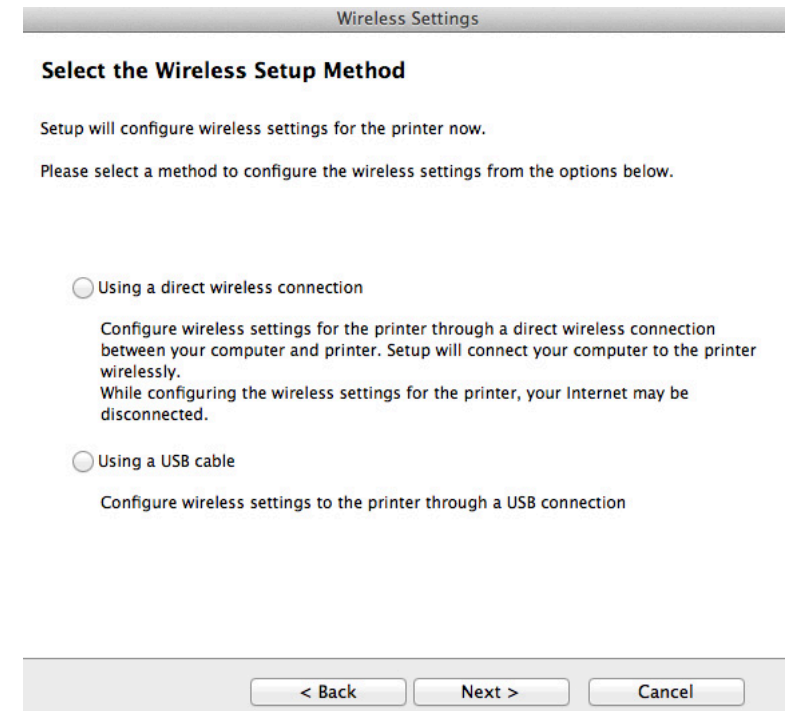 Wireless Settings
Select the Wireless Setup Method
Setup will configure wireless settings for the printer now.
Please select a method to configure the wireless settings from the options below.
Using a direct wireless connection
Configure wireless settings for the printer through a direct wireless connection
between your computer and printer. Setup will connect your computer to the printer
wirelessly.
While configuring the wireless settings for the printer, your Internet may be
disconnected.
Using a USB cable
Configure wireless settings to the printer through a USB connection
< Back Next > Cancel